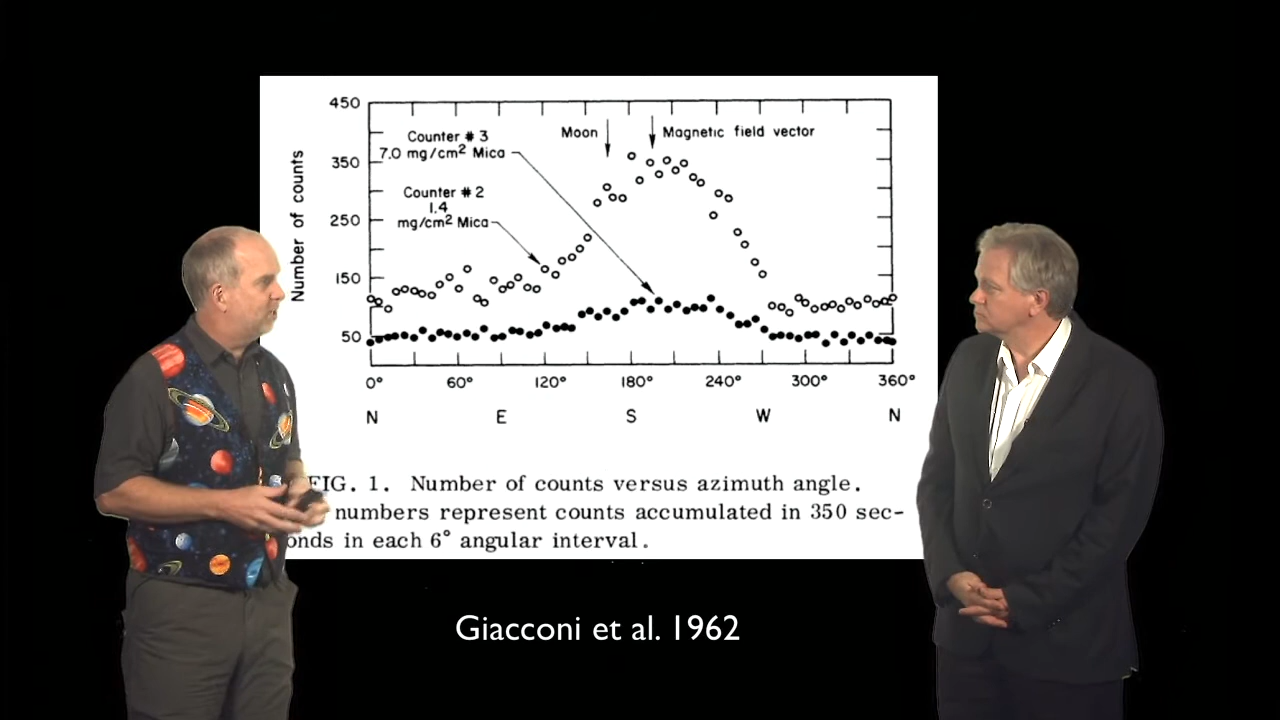 450
350
250
150
50
Number of counts
Counter # 3
7.0 mg/cm² Mica
Counter # 2
1.4
mg/cm² Mica
Moon
Magnetic field vector
0° 60° 120° 180° 240° 300° 360°
N E S W N
FIG. 1. Number of counts versus azimuth angle.
numbers represent counts accumulated in 350 sec-
onds in each 6° angular interval.
Giacconi et al. 1962